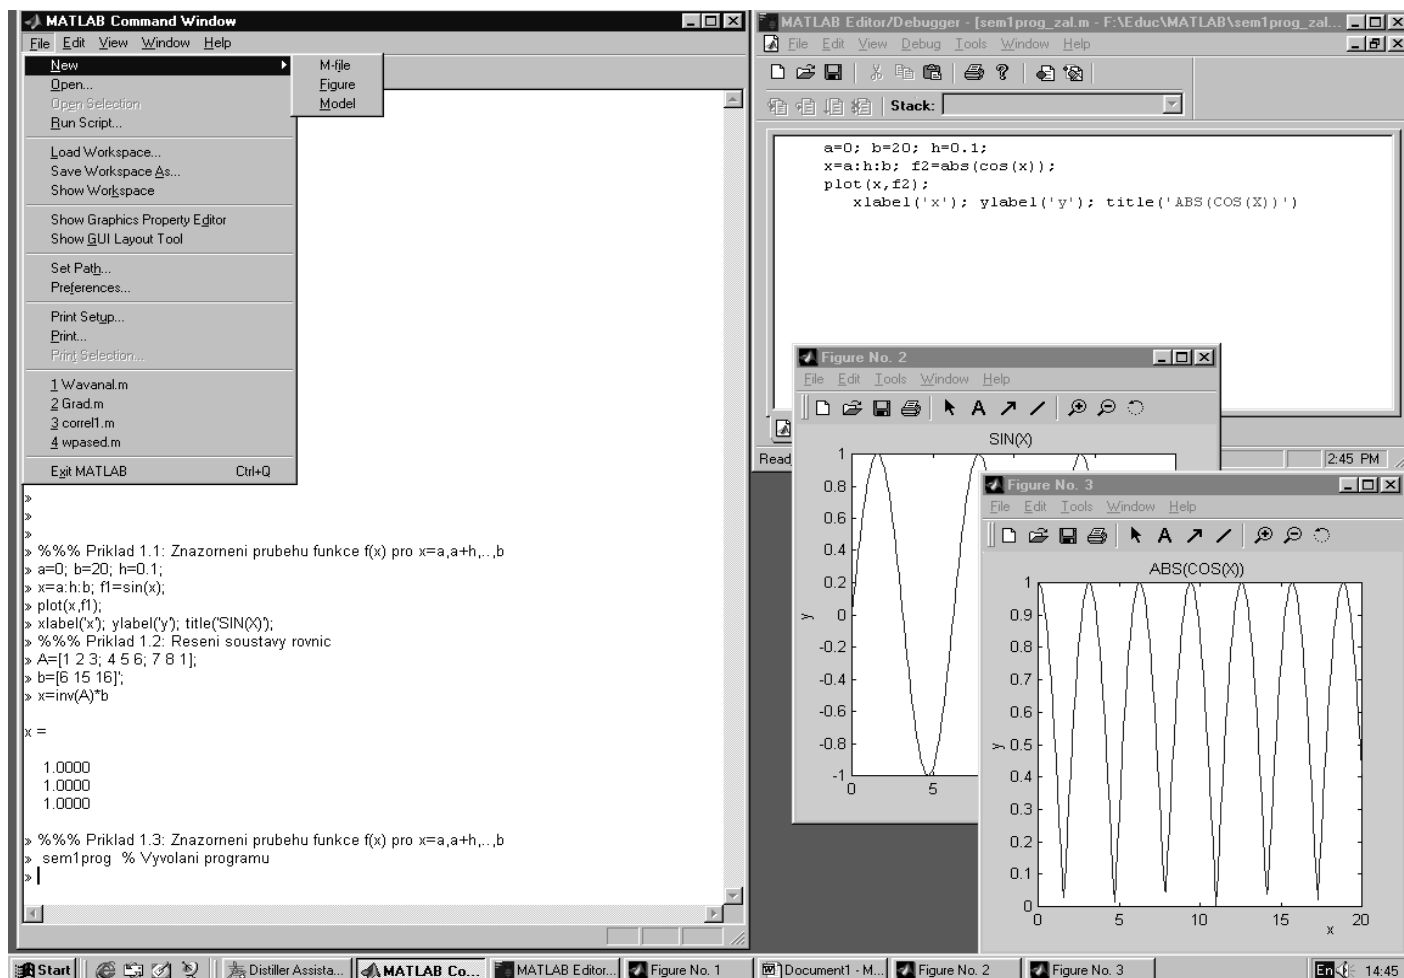 MATLAB Command Window
File Edit View Window Help
New
Open...
Open Selection
Run Script...
Load Workspace...
Save Workspace As...
Show Workspace
Show Graphics Property Editor
Show GUI Layout Tool
Set Path...
Preferences...
Print Setup...
Print...
Print Selection...
1 Wavanal.m
2 Grad.m
3 correl1.m
4 wpased.m
Exit MATLAB Ctrl+Q
M-file
Figure
Model
»
»
»
» %%% Priklad 1.1: Znazorneni prubehu funkce f(x) pro x=a,a+h,..,b
» a=0; b=20; h=0.1;
» x=a:h:b; f1=sin(x);
» plot(x,f1);
» xlabel('x'); ylabel('y'); title('SIN(X)');
» %%% Priklad 1.2: Reseni soustavy rovnic
» A=[1 2 3; 4 5 6; 7 8 1];
» b=[6 15 16]';
» x=inv(A)*b
x =
1.0000
1.0000
1.0000
» %%% Priklad 1.3: Znazorneni prubehu funkce f(x) pro x=a,a+h,..,b
» sem1prog % Vyvolani programu
»
MATLAB Editor/Debugger - [sem1prog_zal.m - F:\Educ\MATLAB\sem1prog_zal...
File Edit View Debug Tools Window Help
Stack:
a=0; b=20; h=0.1;
x=a:h:b; f2=abs(cos(x));
plot(x,f2);
xlabel('x'); ylabel('y'); title('ABS(COS(X))')
Read
2:45 PM
Figure No. 2
File Edit Tools Window Help
A
SIN(X)
1
0.8
0.6
0.4
0.2
0
-0.2
-0.4
-0.6
-0.8
-1
y
0 5
Figure No. 3
File Edit Tools Window Help
A
ABS(COS(X))
1
0.9
0.8
0.7
0.6
0.5
0.4
0.3
0.2
0.1
0
y
0 5 10 15 20
x
Start
Distiller Assista...
MATLAB Co...
MATLAB Editor...
Figure No. 1
Document1 - M...
Figure No. 2
Figure No. 3
En
14:45